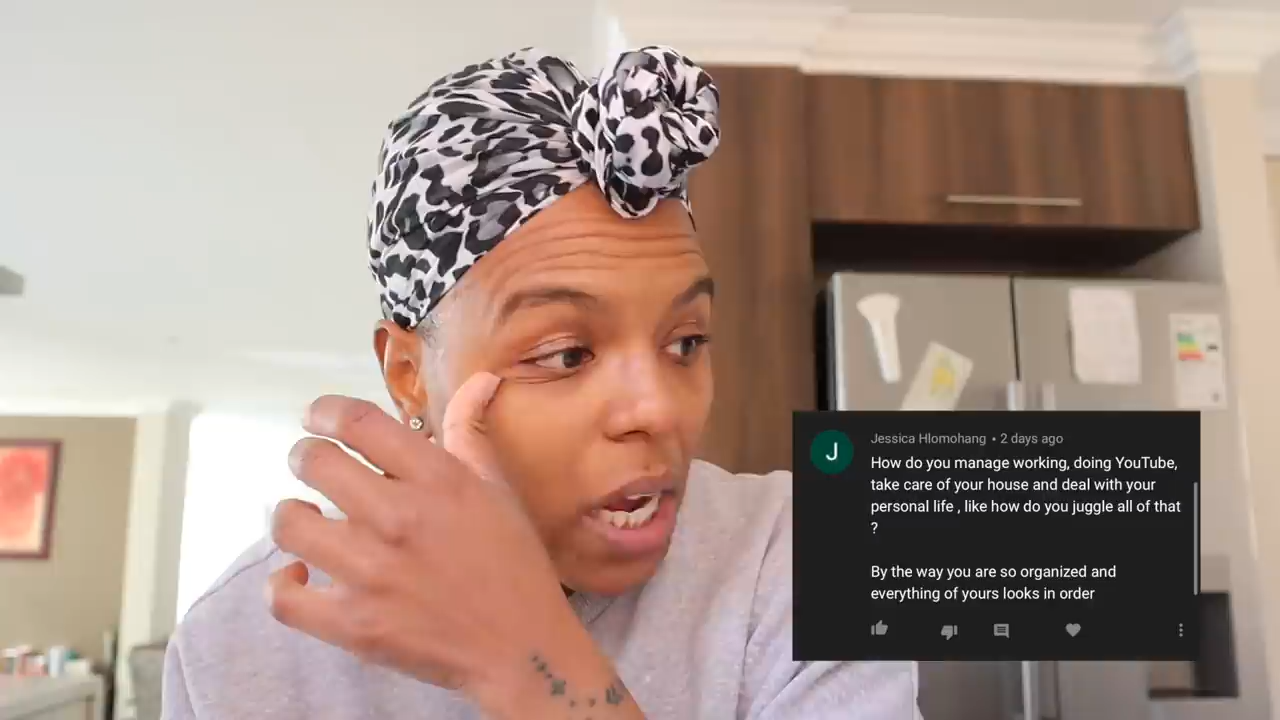 J
Jessica Hlomohang • 2 days ago
How do you manage working, doing YouTube,
take care of your house and deal with your
personal life , like how do you juggle all of that
?
By the way you are so organized and
everything of yours looks in order